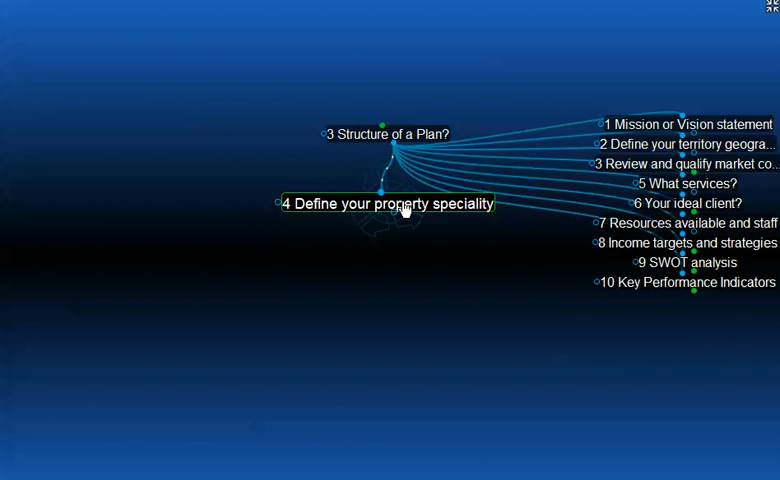 3 Structure of a Plan?
4 Define your property speciality
1 Mission or Vision statement
2 Define your territory geogra...
3 Review and qualify market co...
5 What services?
6 Your ideal client?
7 Resources available and staff
8 Income targets and strategies
9 SWOT analysis
10 Key Performance Indicators